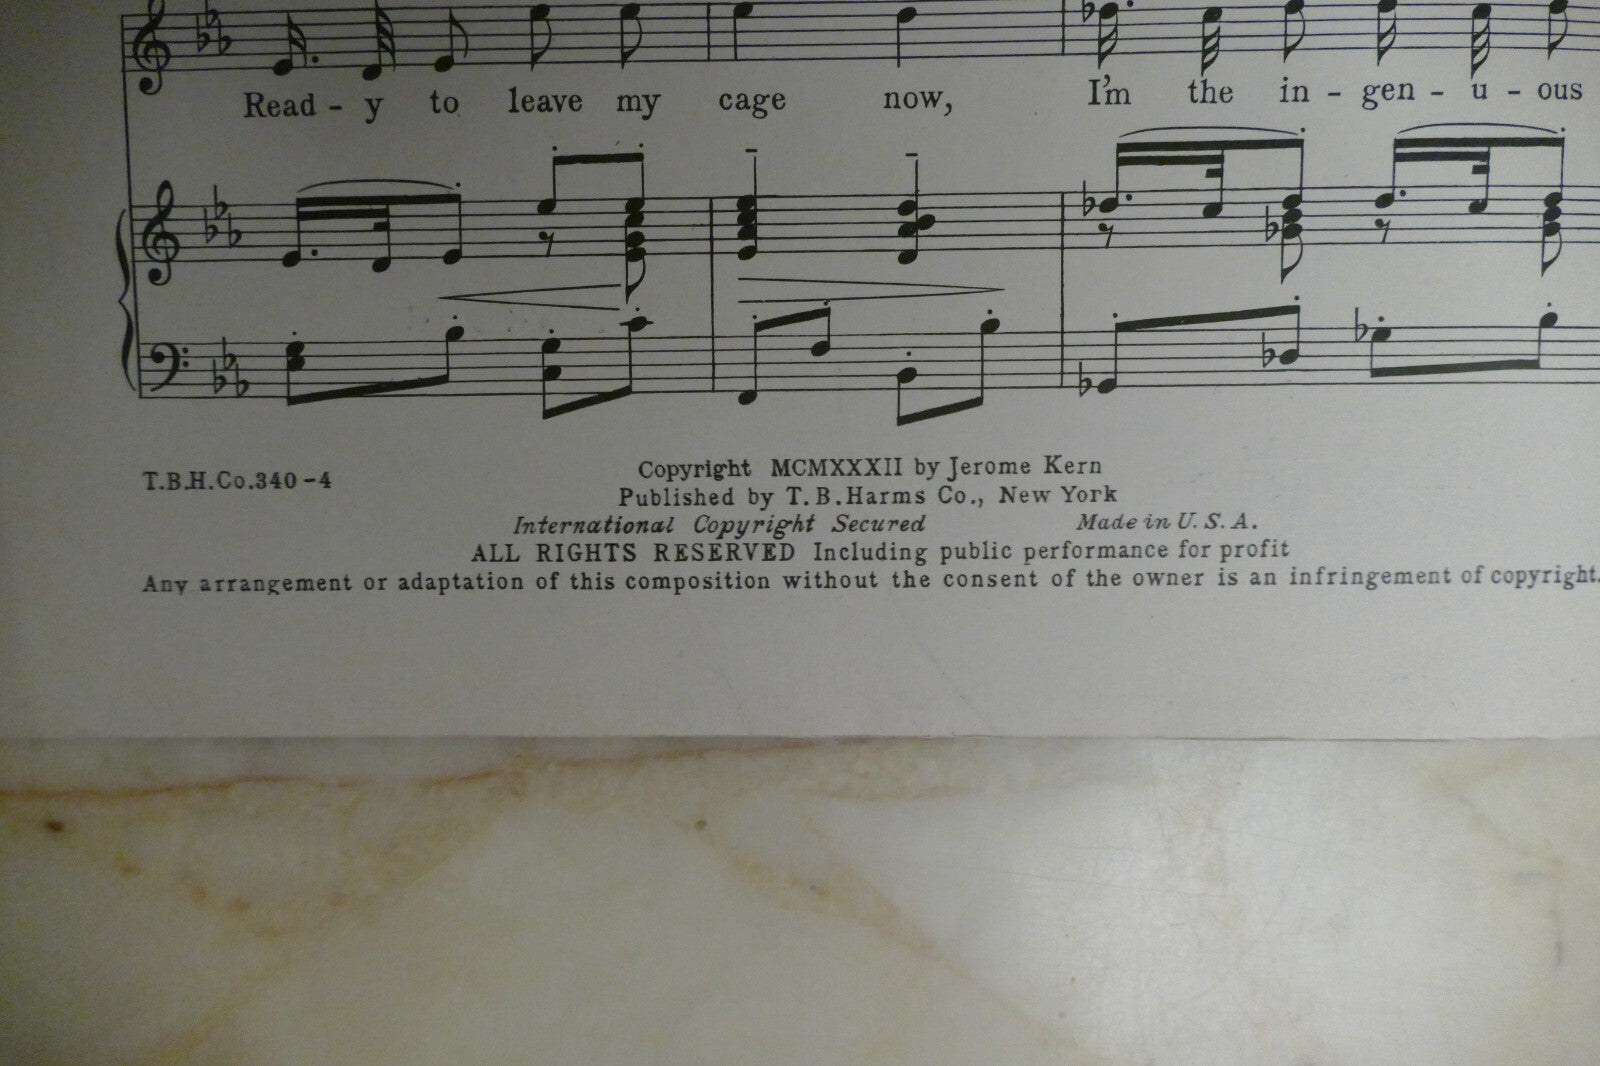 Read - y to leave my cage now, I'm the in - gen - u - ous
T.B.H.Co.340-4
Copyright MCMXXXII by Jerome Kern
Published by T.B.Harms Co., New York
International Copyright Secured Made in U.S.A.
ALL RIGHTS RESERVED Including public performance for profit
Any arrangement or adaptation of this composition without the consent of the owner is an infringement of copyright.